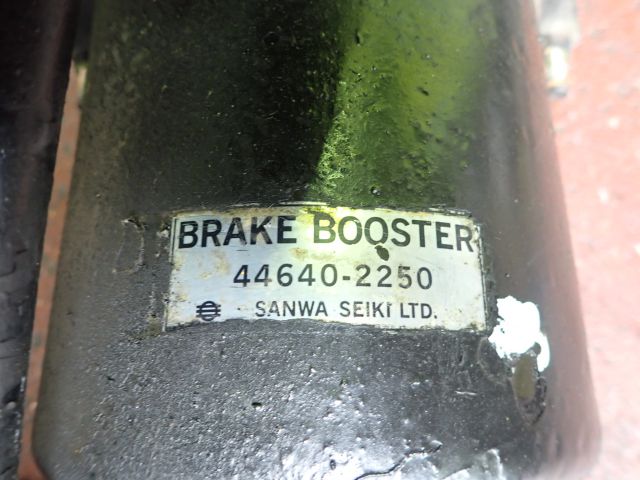 BRAKE BOOSTER
44640-2250
SANWA SEIKI LTD.